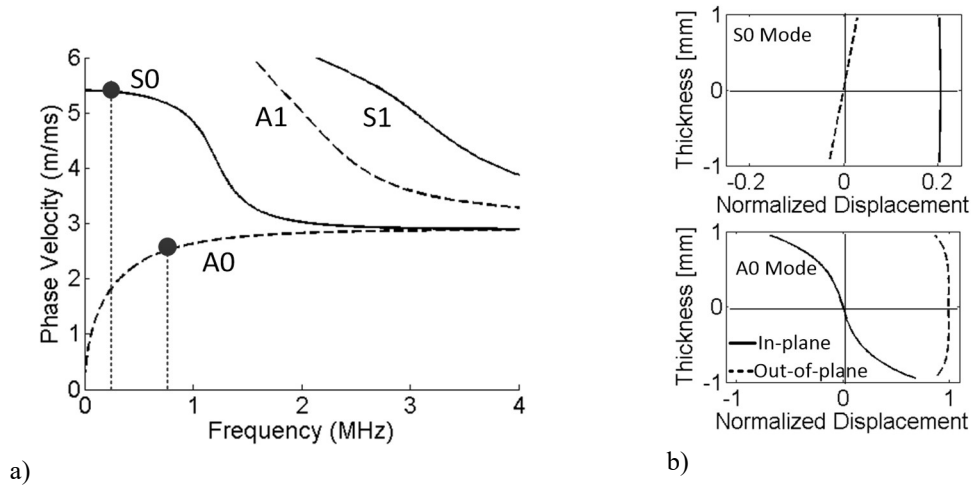 6
5
4
3
2
1
0
Phase Velocity (m/ms)
S0
A1
S1
A0
0
1
2
3
4
Frequency (MHz)
a)
1
0
-1
Thickness [mm]
S0 Mode
-0.2
0
0.2
Normalized Displacement
1
0
-1
Thickness [mm]
A0 Mode
In-plane
Out-of-plane
-1
0
1
Normalized Displacement
b)